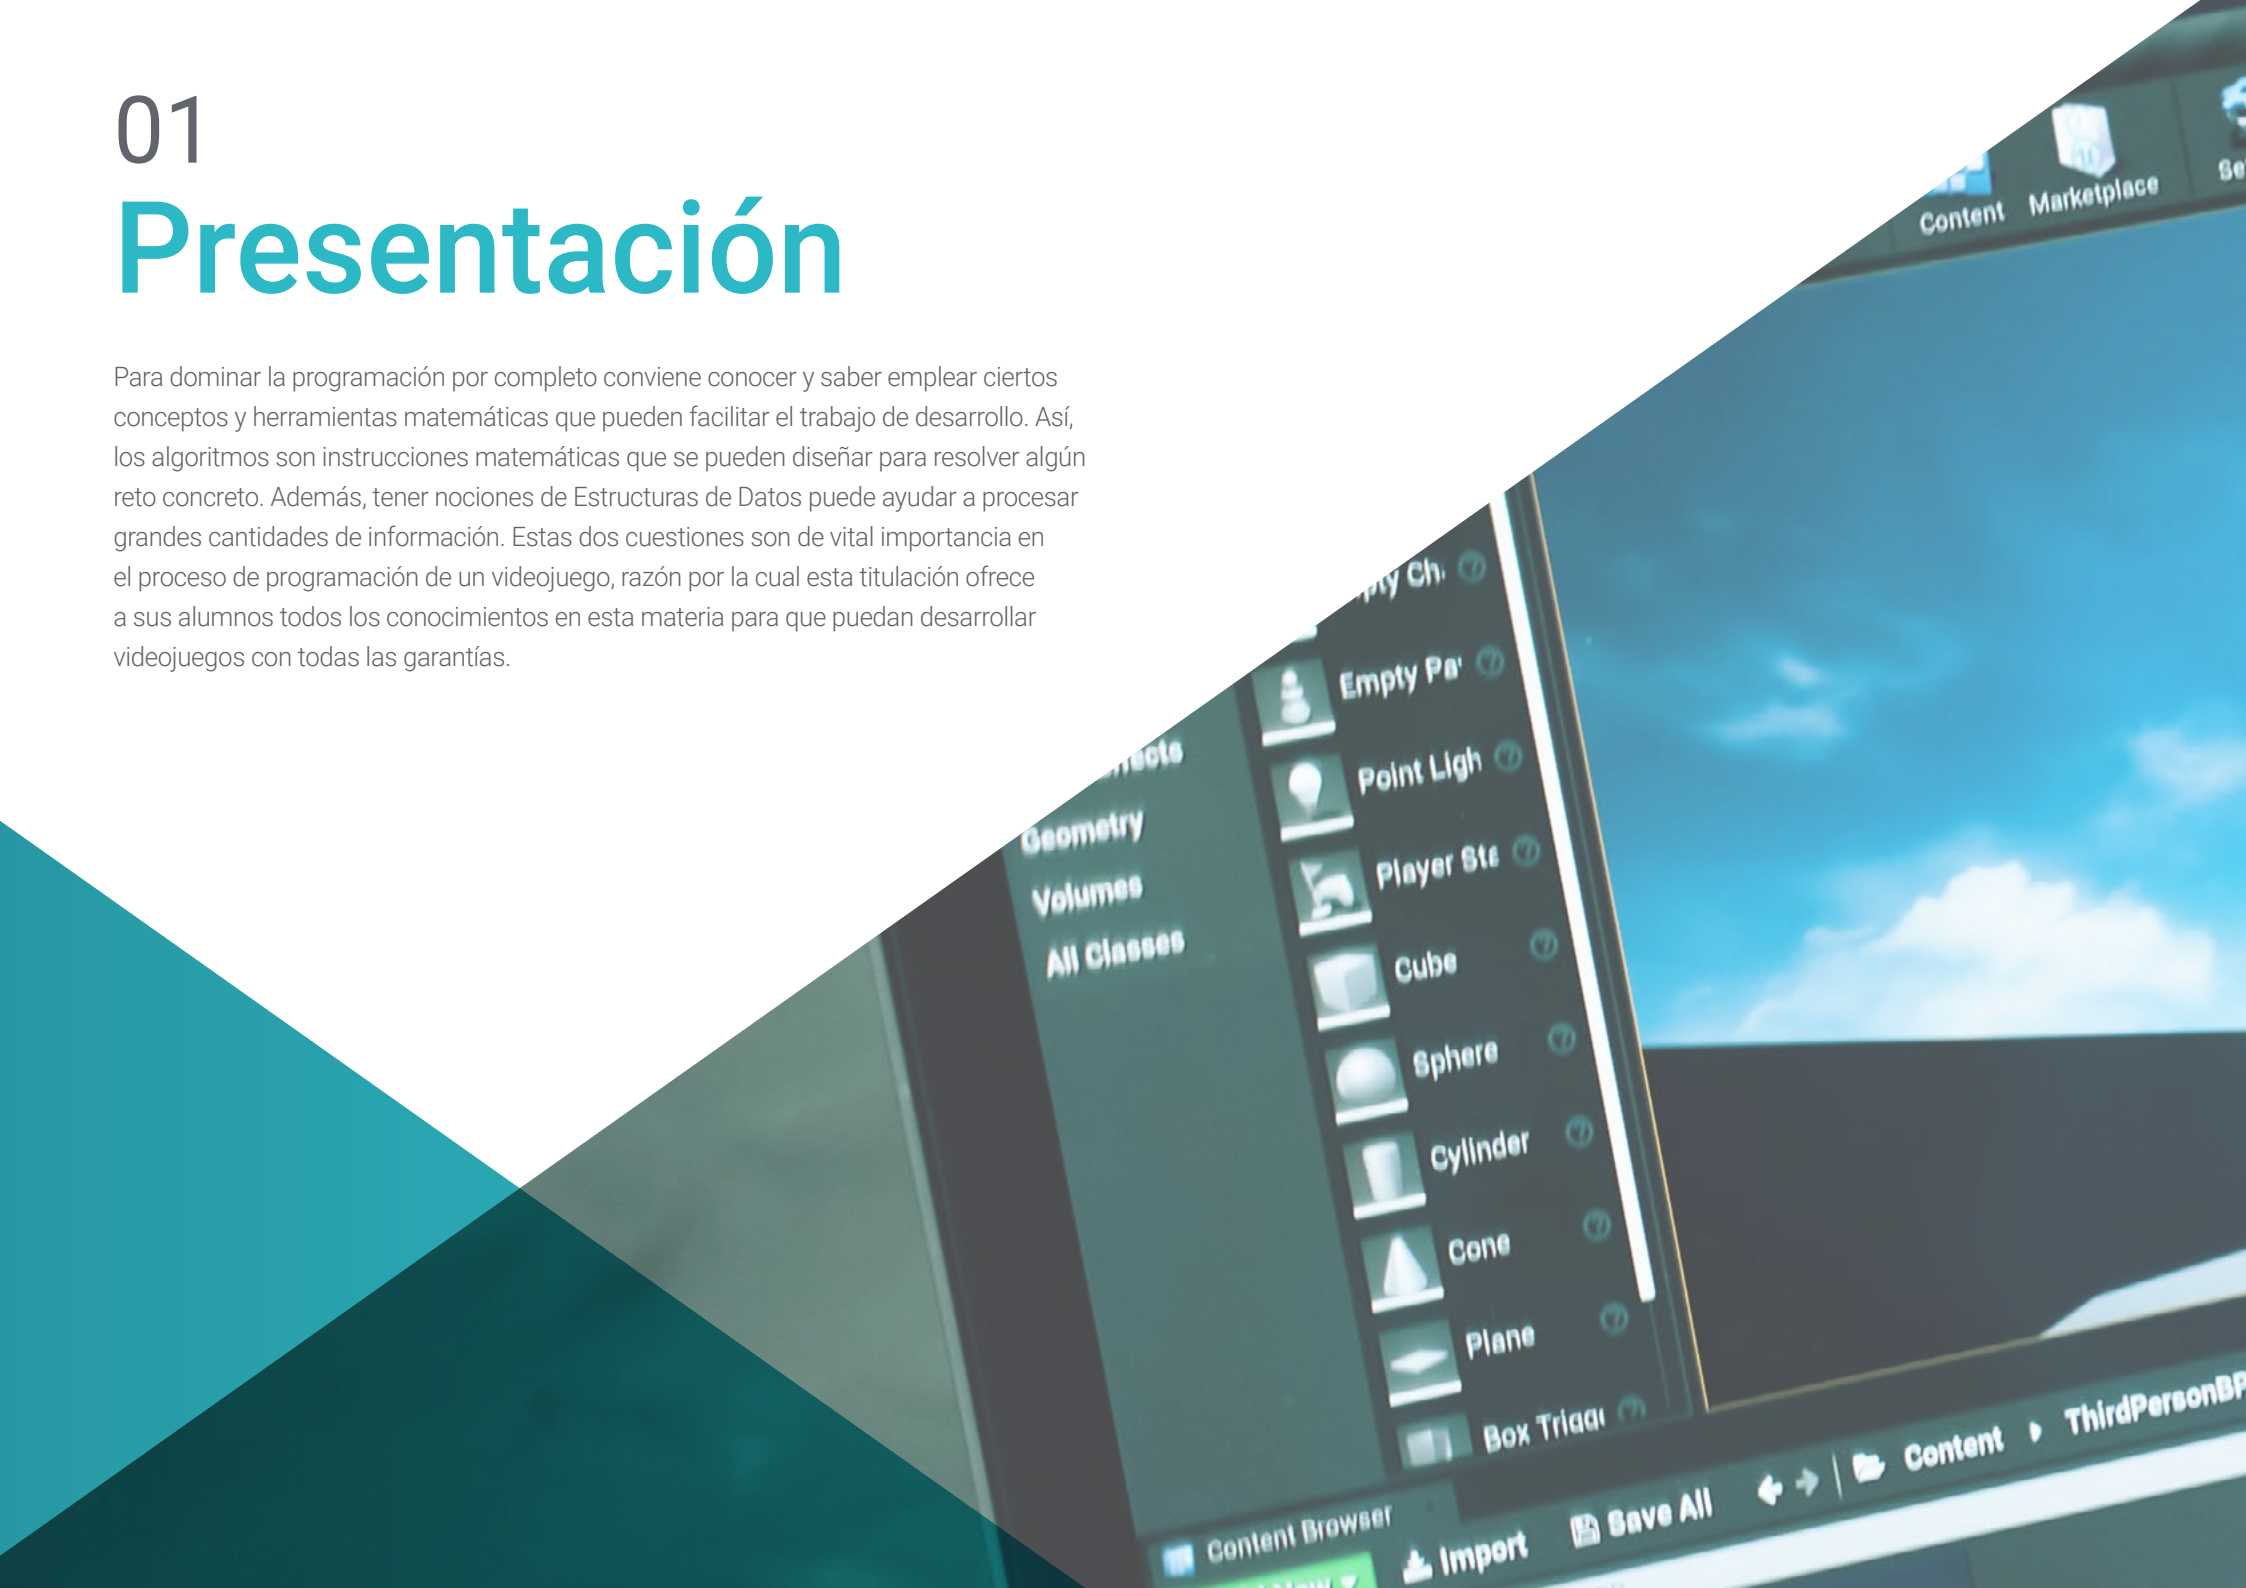 01
Presentación
Para dominar la programación por completo conviene conocer y saber emplear ciertos
conceptos y herramientas matemáticas que pueden facilitar el trabajo de desarrollo. Así,
los algoritmos son instrucciones matemáticas que se pueden diseñar para resolver algún
reto concreto. Además, tener nociones de Estructuras de Datos puede ayudar a procesar
grandes cantidades de información. Estas dos cuestiones son de vital importancia en
el proceso de programación de un videojuego, razón por la cual esta titulación ofrece
a sus alumnos todos los conocimientos en esta materia para que puedan desarrollar
videojuegos con todas las garantías.
Content
Marketplace
Empty
Point Ligh
Geometry
Volumes
All Classes
Player
Cube
Sphere
Cylinder
Cone
Plane
Box
Content Browser
Import
Save All
Content
ThirdPersonBP